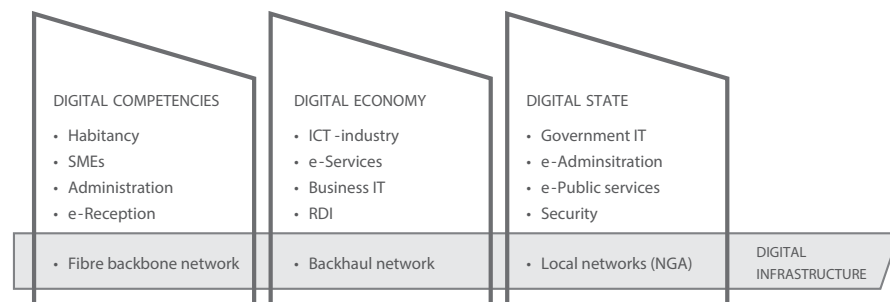 DIGITAL COMPETENCIES
• Habitancy
• SMEs
• Administration
• e-Reception
• Fibre backbone network
DIGITAL ECONOMY
• ICT -industry
• e-Services
• Business IT
• RDI
• Backhaul network
DIGITAL STATE
• Government IT
• e-Adminsitration
• e-Public services
• Security
• Local networks (NGA)
DIGITAL
INFRASTRUCTURE